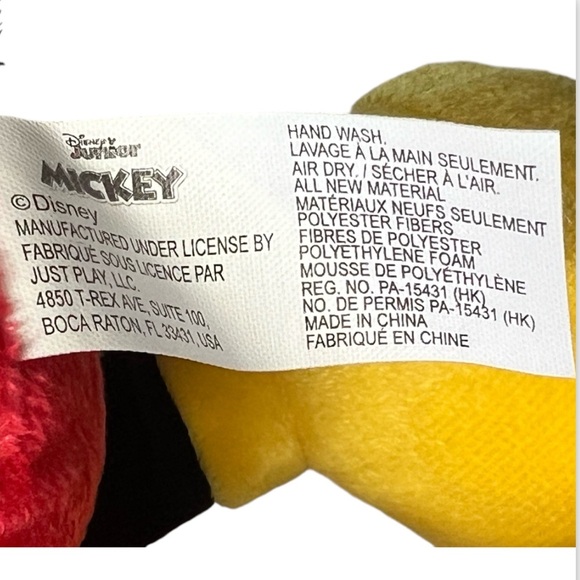 Disney
Junior
MICKEY
©Disney
MANUFACTURED UNDER LICENSE BY
FABRIQUÉ SOUS LICENCE PAR
JUST PLAY, LLC.
4850 T-REX AVE, SUITE 100,
BOCA RATON, FL 33431, USA
HAND WASH.
LAVAGE À LA MAIN SEULEMENT.
AIR DRY. / SÉCHER À L'AIR.
ALL NEW MATERIAL
MATÉRIAUX NEUFS SEULEMENT
POLYESTER FIBERS
FIBRES DE POLYESTER
POLYETHYLENE FOAM
MOUSSE DE POLYÉTHYLÈNE
REG. NO. PA-15431 (HK)
NO. DE PERMIS PA-15431 (HK)
MADE IN CHINA
FABRIQUÉ EN CHINE